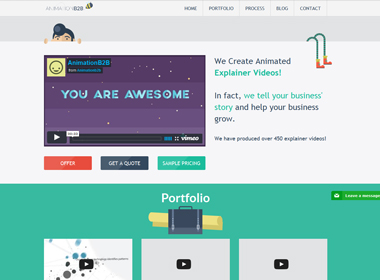 ANIMATIONB2B
HOME PORTFOLIO PROCESS BLOG CONTACT
AnimationB2B
from AnimationB2B
YOU ARE AWESOME
vimeo
We Create Animated
Explainer Videos!
In fact, we tell your business'
story and help your business
grow.
We have produced over 450 explainer videos!
OFFER GET A QUOTE SAMPLE PRICING
Portfolio
Leave a message